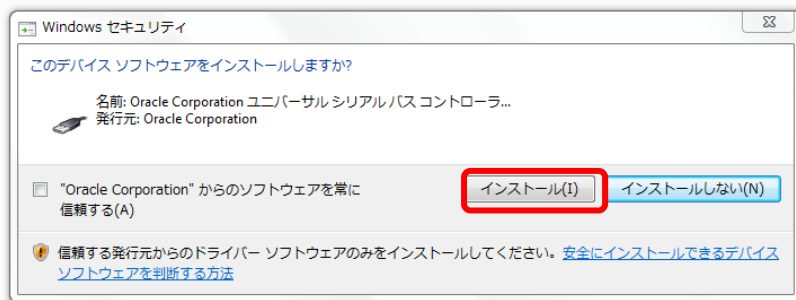 Windows セキュリティ
このデバイス ソフトウェアをインストールしますか?
名前: Oracle Corporation ユニバーサル シリアル バス コントローラ...
発行元: Oracle Corporation
"Oracle Corporation" からのソフトウェアを常に
信頼する(A)
インストール(I)
インストールしない(N)
信頼する発行元からのドライバー ソフトウェアのみをインストールしてください。安全にインストールできるデバイス
ソフトウェアを判断する方法